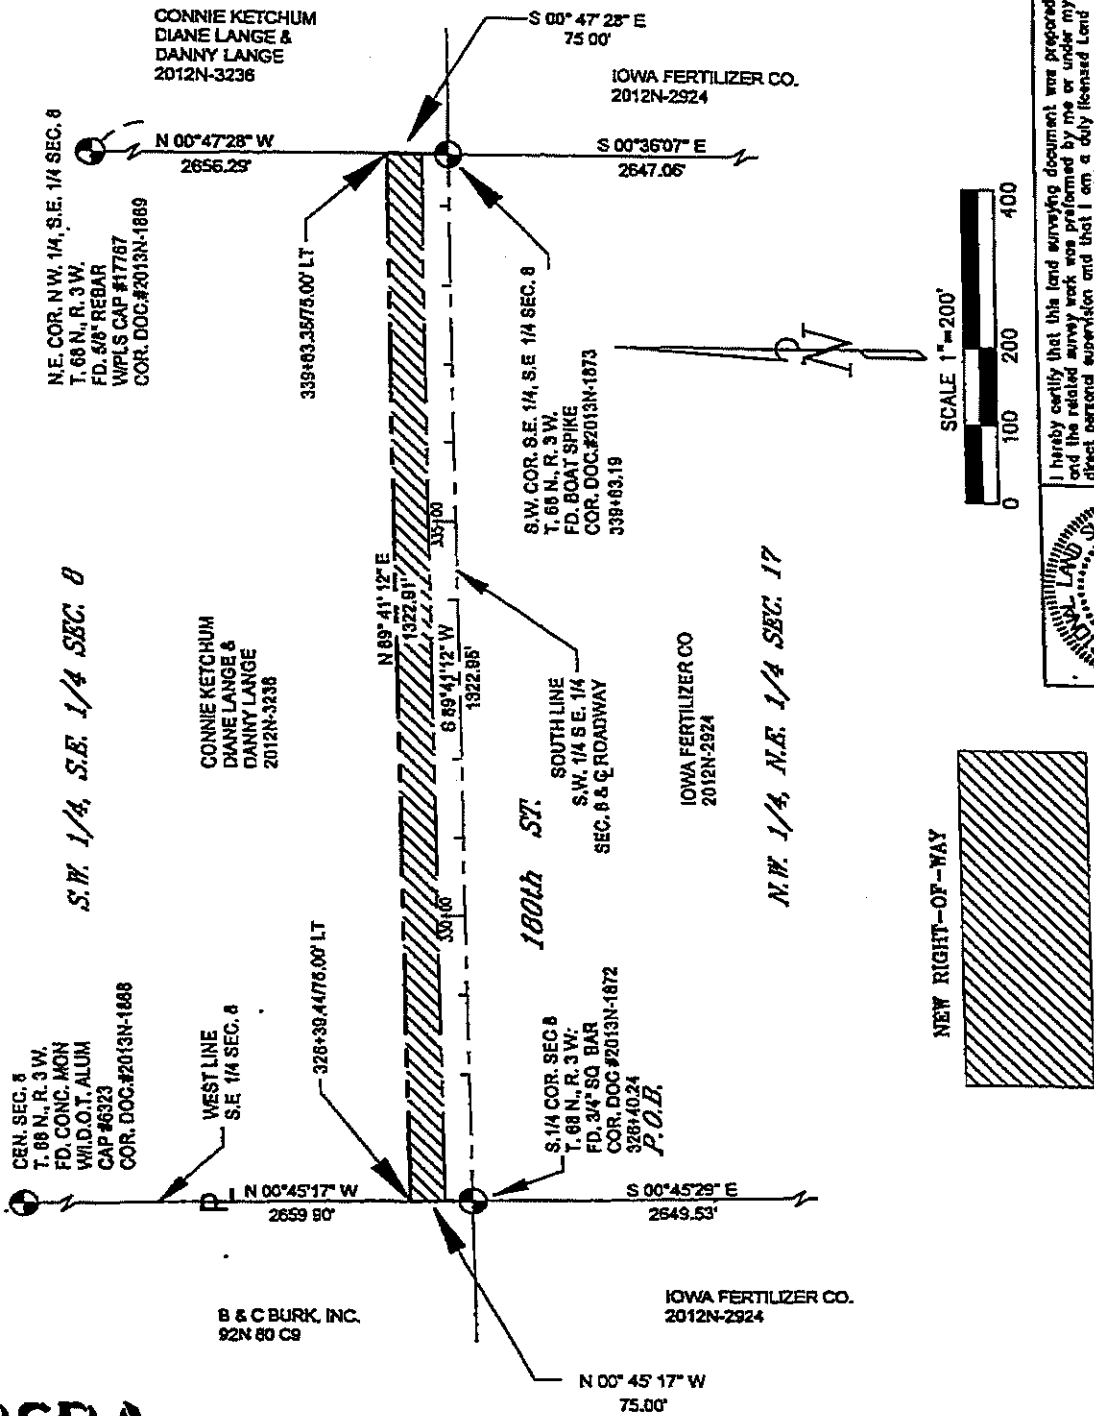 CONNIE KETCHUM
DIANE LANGE &
DANNY LANGE
2012N-3236
S 00° 47' 28" E
75 00'
IOWA FERTILIZER CO.
2012N-2924
N 00°47'28" W
2656.29'
S 00°36'07" E
2647.06'
N.E. COR. N W. 1/4, S.E. 1/4 SEC. 8
T. 68 N., R. 3 W.
FD. 5/8" REBAR
W/PLS CAP #17767
COR. DOC.#2013N-1869
339+63.35/75.00' LT
S.W. COR. S.E. 1/4, S.E 1/4 SEC. 8
T. 68 N., R. 3 W.
FD. BOAT SPIKE
COR. DOC.#2013N-1873
339+63.19
SCALE 1"=200'
0 100 200 400
I hereby certify that this land surveying document was prepared
and the related survey work was preformed by me or under my
direct personal supervision and that I am a duly licensed Land
S.W. 1/4, S.E. 1/4 SEC. 8
CONNIE KETCHUM
DIANE LANGE &
DANNY LANGE
2012N-3238
N 89° 41' 12" E
1322.91'
335+00
S 89°41'12" W
1322.95'
330+00
SOUTH LINE
S.W. 1/4 S E. 1/4
SEC. 8 & ℄ ROADWAY
180th ST.
IOWA FERTILIZER CO
2012N-2924
N.W. 1/4, N.E. 1/4 SEC. 17
NEW RIGHT-OF-WAY
CEN. SEC. 8
T. 68 N., R. 3 W.
FD. CONC. MON
W/I.D.O.T. ALUM
CAP #6323
COR. DOC.#2013N-1868
WEST LINE
S.E 1/4 SEC. 8
326+39.44/75.00' LT
S. 1/4 COR. SEC 8
T. 68 N., R. 3 W.
FD. 3/4" SQ BAR
COR. DOC #2013N-1872
326+40.24
P.O.B.
N 00°45'17" W
2659 90'
S 00°45'29" E
2649.53'
B & C BURK, INC.
92N 80 C9
IOWA FERTILIZER CO.
2012N-2924
N 00° 45' 17" W
75.00'